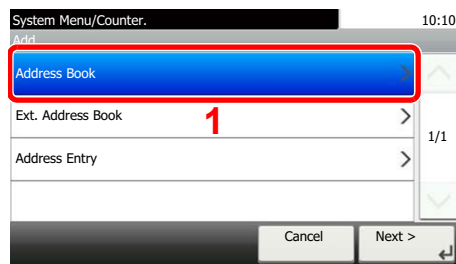 System Menu/Counter. 10:10
Add
Address Book
Ext. Address Book
1
1/1
Address Entry
Cancel Next >